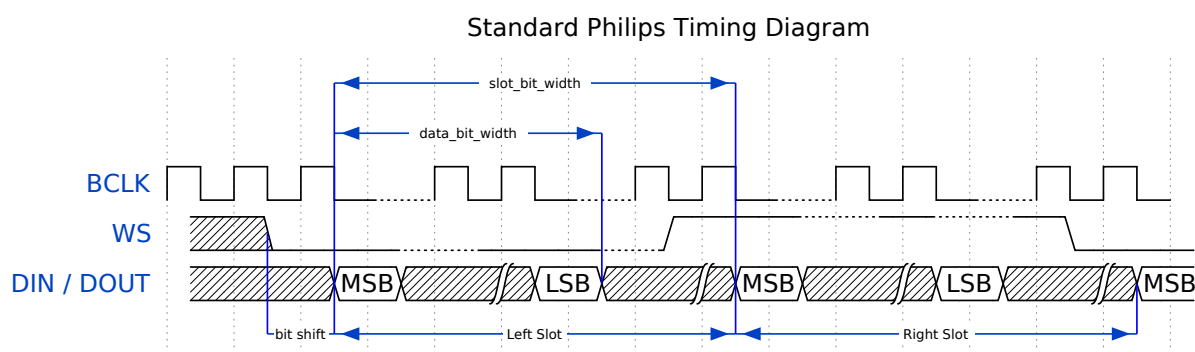 Standard Philips Timing Diagram
slot_bit_width
data_bit_width
BCLK
WS
DIN / DOUT
MSB
LSB
MSB
LSB
MSB
bit shift
Left Slot
Right Slot